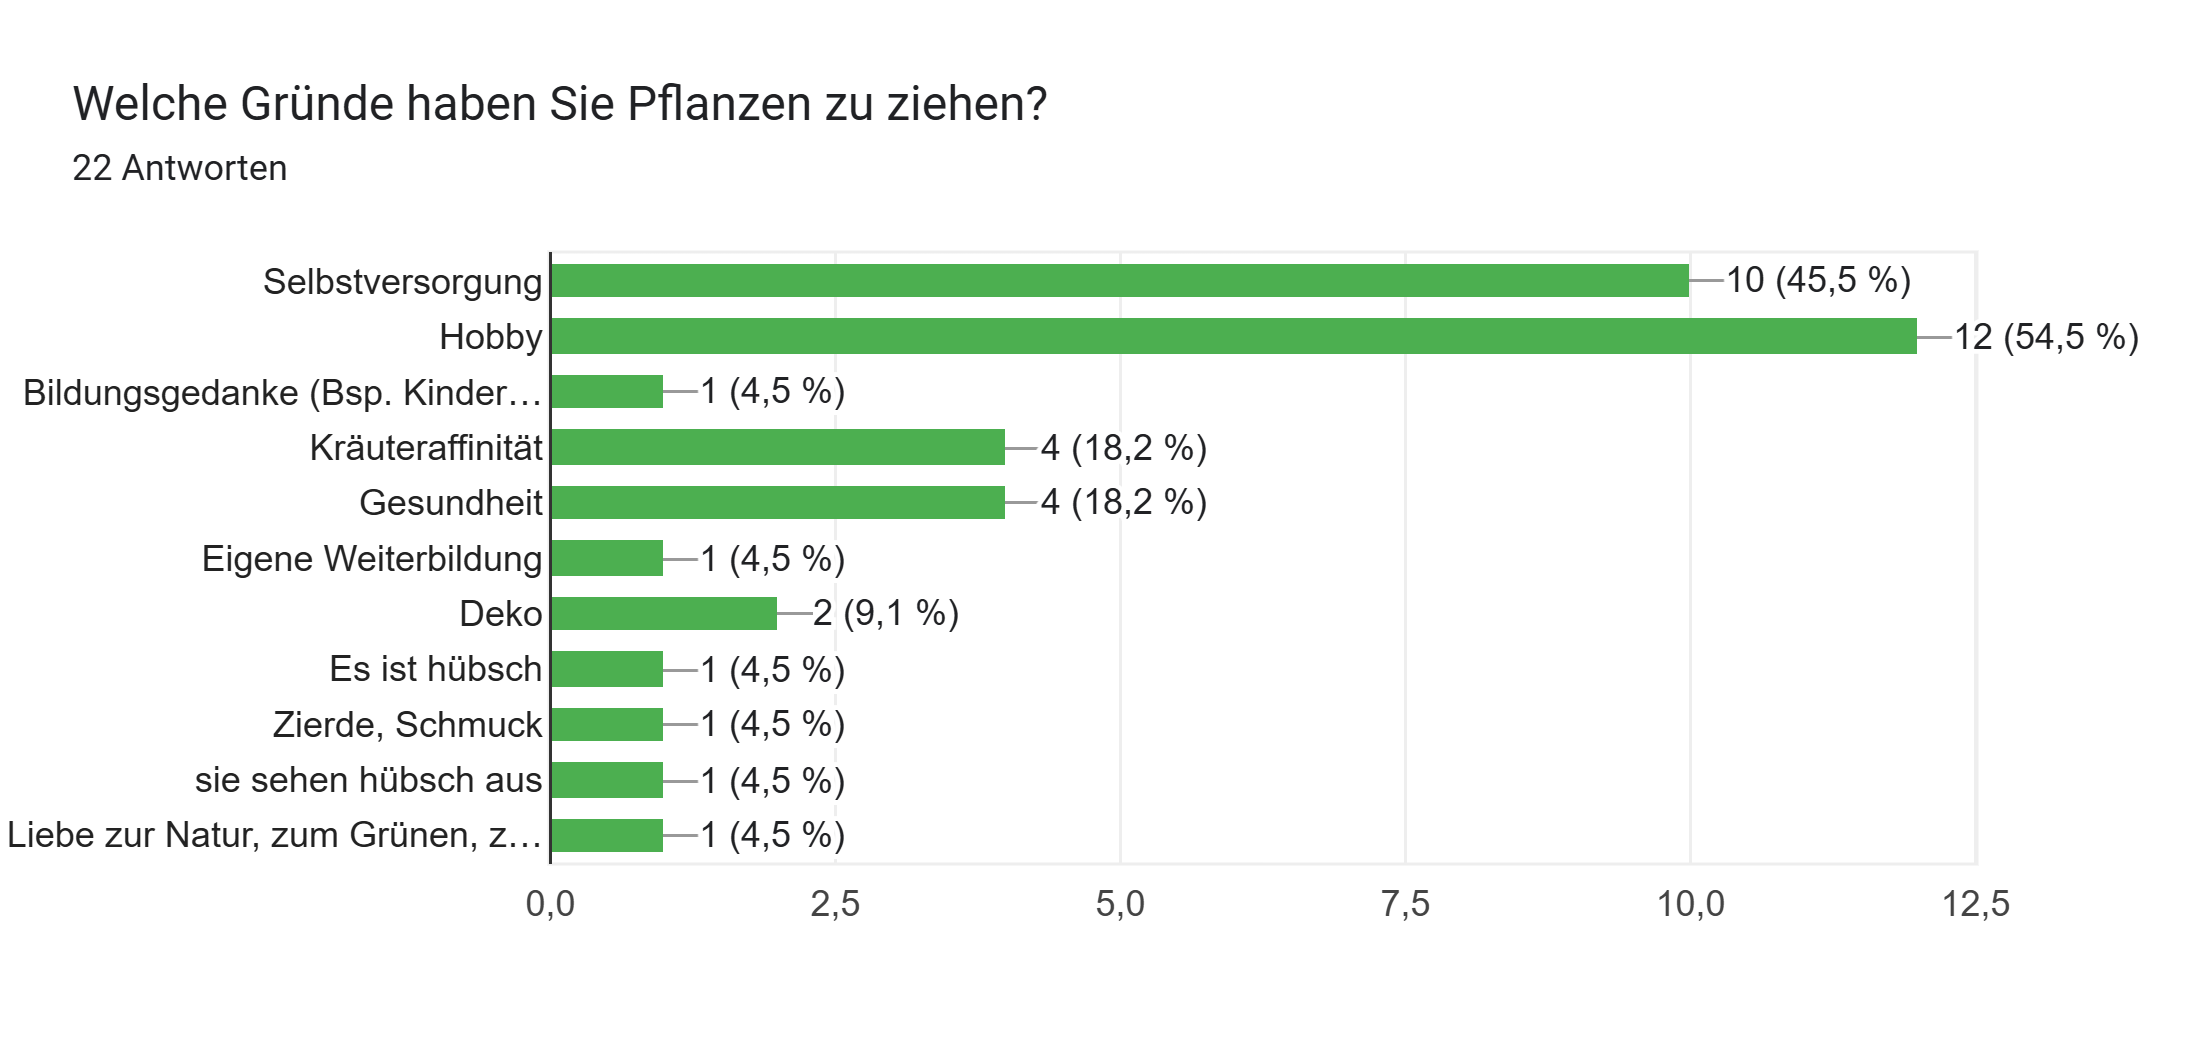 Welche Gründe haben Sie Pflanzen zu ziehen?
22 Antworten
Selbstversorgung 10 (45,5 %)
Hobby 12 (54,5 %)
Bildungsgedanke (Bsp. Kinder… 1 (4,5 %)
Kräuteraffinität 4 (18,2 %)
Gesundheit 4 (18,2 %)
Eigene Weiterbildung 1 (4,5 %)
Deko 2 (9,1 %)
Es ist hübsch 1 (4,5 %)
Zierde, Schmuck 1 (4,5 %)
sie sehen hübsch aus 1 (4,5 %)
Liebe zur Natur, zum Grünen, z… 1 (4,5 %)
0,0 2,5 5,0 7,5 10,0 12,5